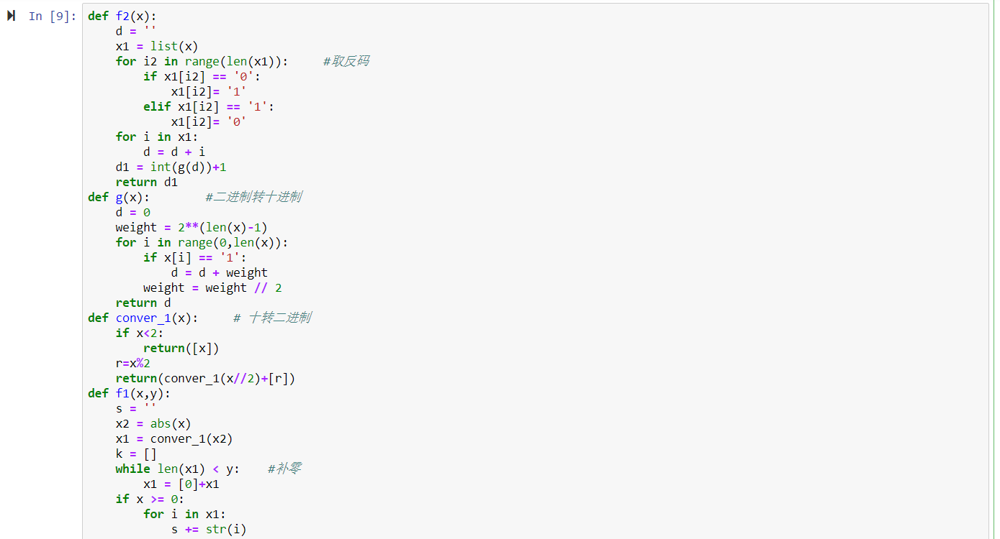 In [9]:
def f2(x):
    d = ''
    x1 = list(x)
    for i2 in range(len(x1)):     #取反码
        if x1[i2] == '0':
            x1[i2]= '1'
        elif x1[i2] == '1':
            x1[i2]= '0'
    for i in x1:
        d = d + i
    d1 = int(g(d))+1
    return d1
def g(x):        #二进制转十进制
    d = 0
    weight = 2**(len(x)-1)
    for i in range(0,len(x)):
        if x[i] == '1':
            d = d + weight
        weight = weight // 2
    return d
def conver_1(x):     # 十转二进制
    if x<2:
        return([x])
    r=x%2
    return(conver_1(x//2)+[r])
def f1(x,y):
    s = ''
    x2 = abs(x)
    x1 = conver_1(x2)
    k = []
    while len(x1) < y:    #补零
        x1 = [0]+x1
    if x >= 0:
        for i in x1:
            s += str(i)